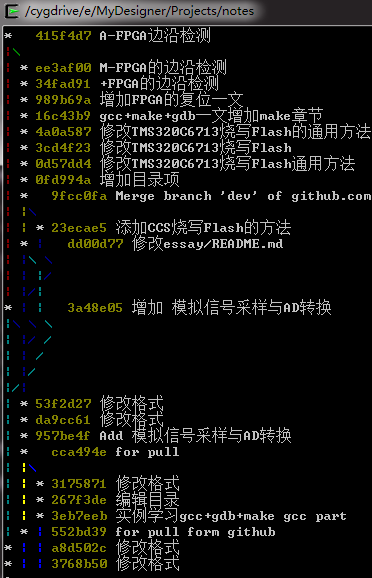 /cygdrive/e/MyDesigner/Projects/notes
* 415f4d7 A-FPGA的边沿检测
* ee3af00 M-FPGA的边沿检测
* 34fad91 +FPGA的边沿检测
* 989b69a 增加FPGA的复位一文
* 16c43b9 gcc+make+gdb一文增加make章节
* 4a0a587 修改TMS320C6713烧写Flash的通用方法
* 3cd4f23 修改TMS320C6713烧写Flash
* 0d57dd4 修改TMS320C6713烧写Flash通用方法
* 0fd994a 增加目录项
* 9fcc0fa Merge branch 'dev' of github.com
* 23ecae5 添加CCS烧写Flash的方法
* dd00d77 修改essay/README.md
* 3a48e05 增加 模拟信号采样与AD转换
* 53f2d27 修改格式
* da9cc61 修改格式
* 957be4f Add 模拟信号采样与AD转换
* cca494e for pull
* 3175871 修改格式
* 267f3de 编辑目录
* 3eb7eeb 实例学习gcc+gdb+make gcc part
* 552bd39 for pull form github
* a8d502c 修改格式
* 3768b50 修改格式